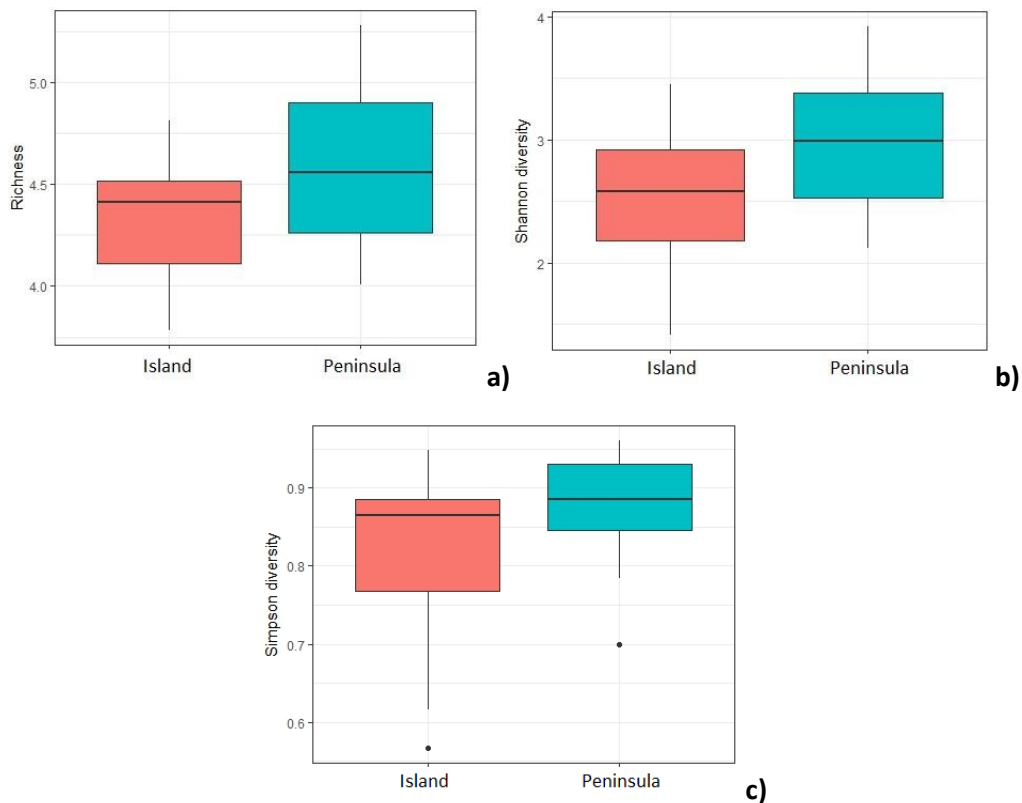 Richness
5.0
4.5
4.0
Island
Peninsula
a)
Shannon diversity
4
3
2
Island
Peninsula
b)
Simpson diversity
0.9
0.8
0.7
0.6
Island
Peninsula
c)